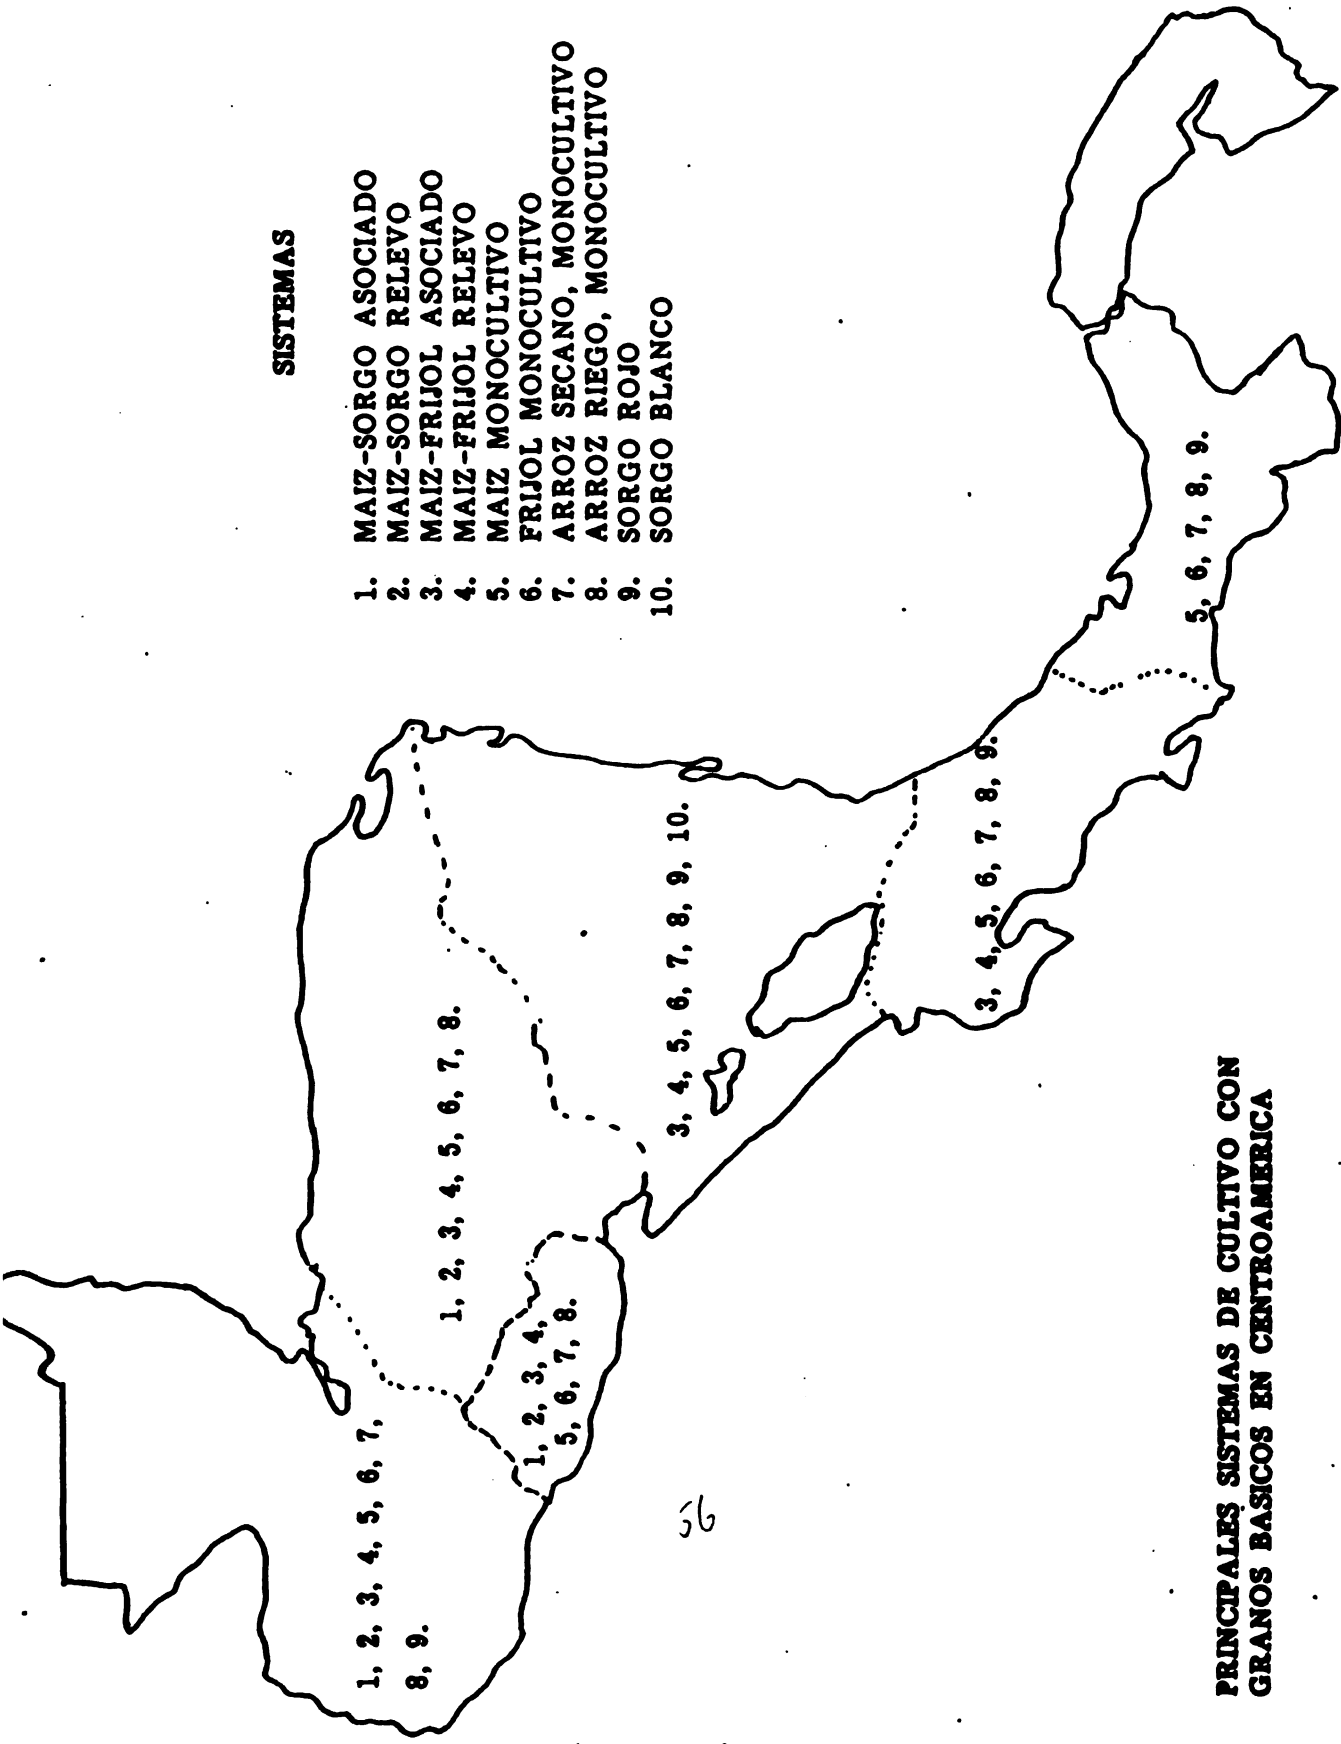 SISTEMAS
1. MAIZ-SORGO ASOCIADO
2. MAIZ-SORGO RELEVO
3. MAIZ-FRIJOL ASOCIADO
4. MAIZ-FRIJOL RELEVO
5. MAIZ MONOCULTIVO
6. FRIJOL MONOCULTIVO
7. ARROZ SECANO, MONOCULTIVO
8. ARROZ RIEGO, MONOCULTIVO
9. SORGO ROJO
10. SORGO BLANCO
1, 2, 3, 4, 5, 6, 7,
8, 9.
1, 2, 3, 4, 5, 6, 7, 8.
1, 2, 3, 4,
5, 6, 7, 8.
3, 4, 5, 6, 7, 8, 9, 10.
3, 4, 5, 6, 7, 8, 9.
5, 6, 7, 8, 9.
56
PRINCIPALES SISTEMAS DE CULTIVO CON
GRANOS BASICOS EN CENTROAMERICA